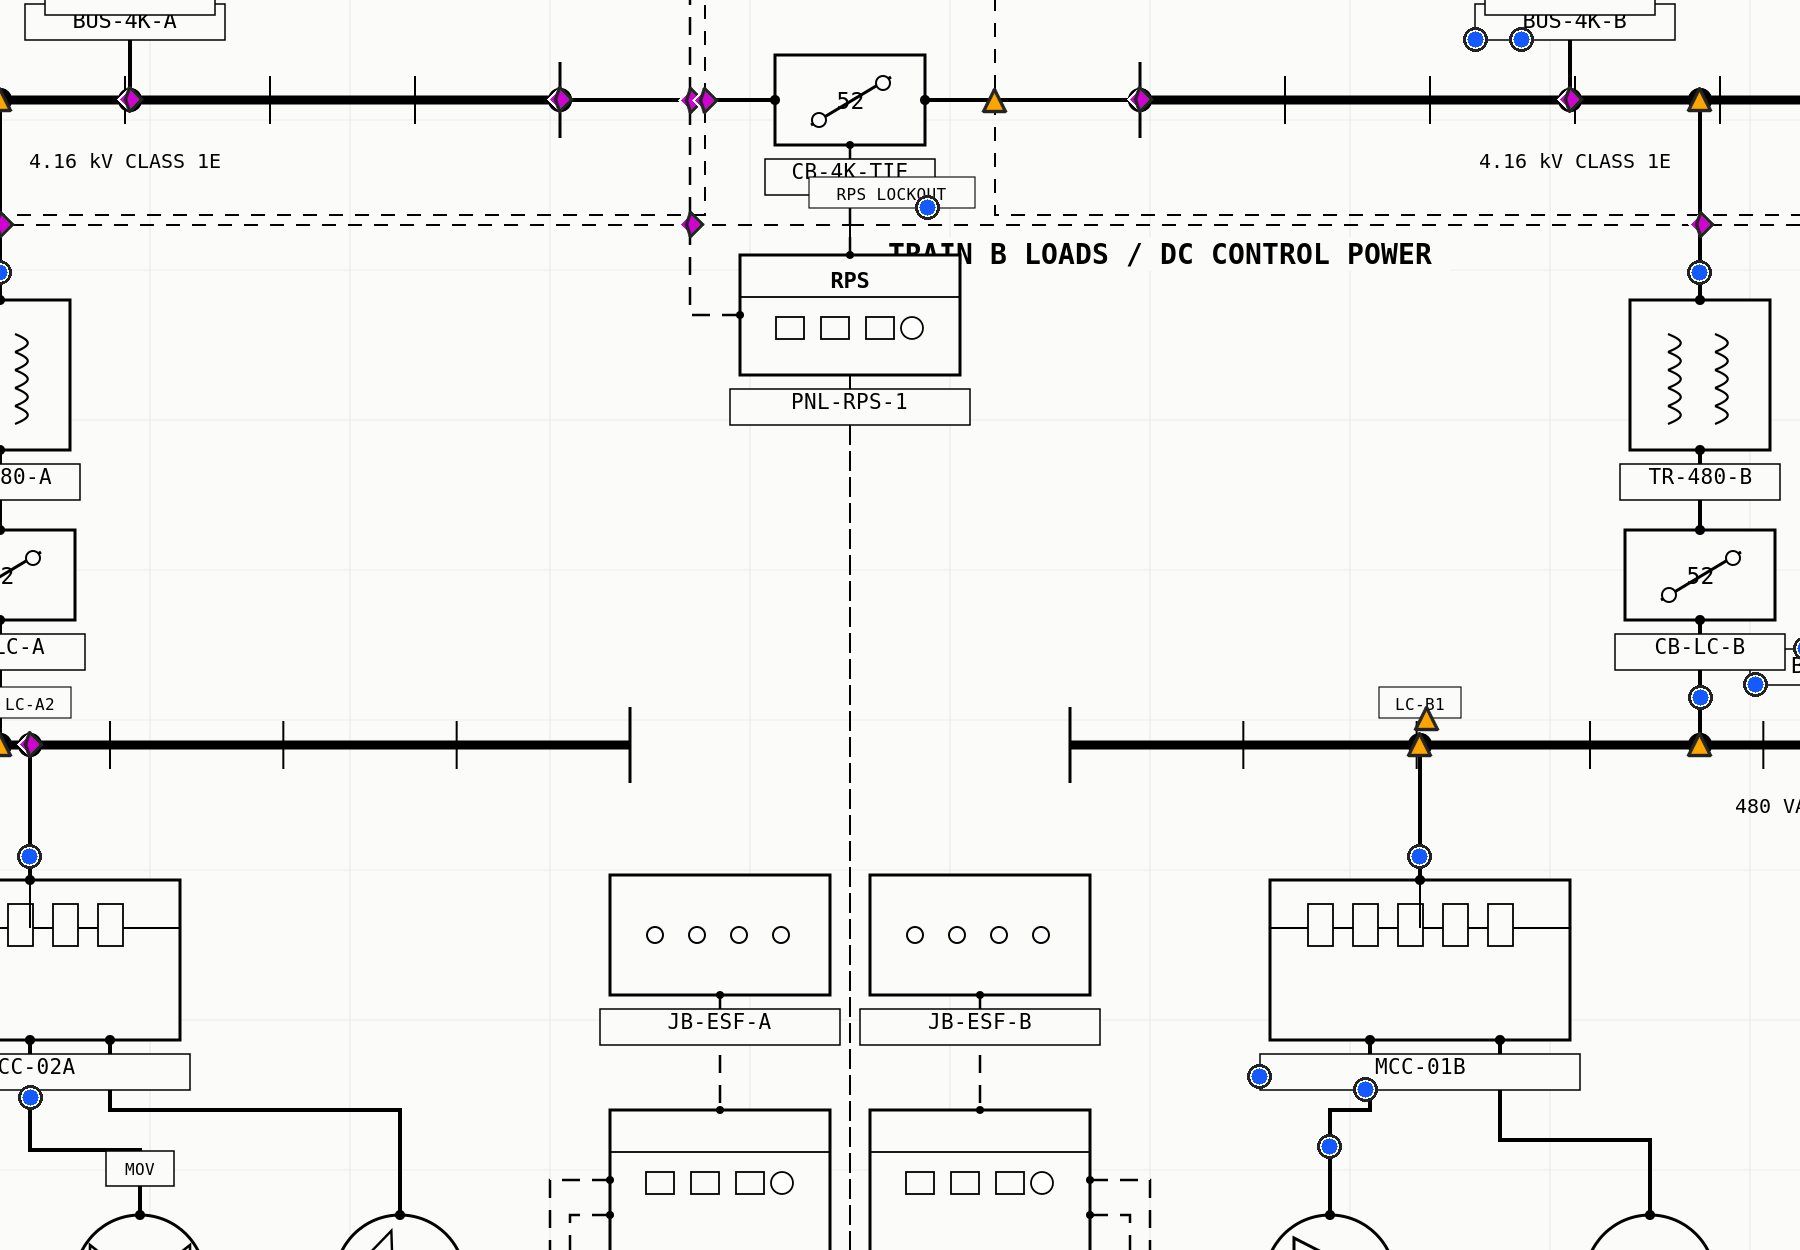 BUS-4K-A
BUS-4K-B
52
4.16 kV CLASS 1E
4.16 kV CLASS 1E
CB-4K-TIE
RPS LOCKOUT
TRAIN B LOADS / DC CONTROL POWER
RPS
PNL-RPS-1
80-A
TR-480-B
2
52
LC-A
CB-LC-B
LC-A2
LC-B1
480 VA
JB-ESF-A
JB-ESF-B
CC-02A
MCC-01B
MOV